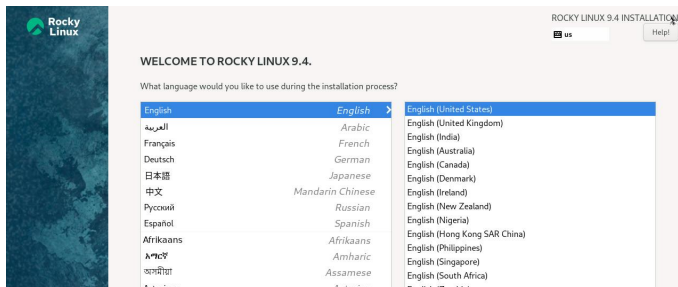 Rocky
Linux
ROCKY LINUX 9.4 INSTALLATION
us
Help!
WELCOME TO ROCKY LINUX 9.4.
What language would you like to use during the installation process?
English English
العربية Arabic
Français French
Deutsch German
日本語 Japanese
中文 Mandarin Chinese
Русский Russian
Español Spanish
Afrikaans Afrikaans
አማርኛ Amharic
অসমীয়া Assamese
English (United States)
English (United Kingdom)
English (India)
English (Australia)
English (Canada)
English (Denmark)
English (Ireland)
English (New Zealand)
English (Nigeria)
English (Hong Kong SAR China)
English (Philippines)
English (Singapore)
English (South Africa)